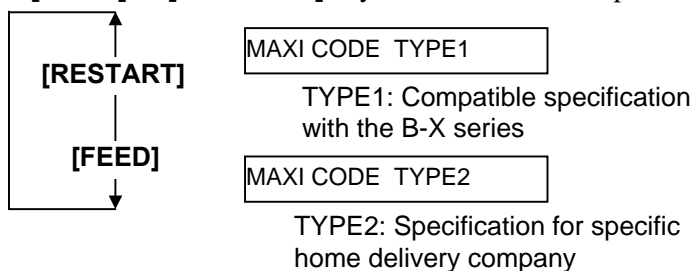 MAXI CODE TYPE1
[RESTART]
TYPE1: Compatible specification
with the B-X series
[FEED]
MAXI CODE TYPE2
TYPE2: Specification for specific
home delivery company